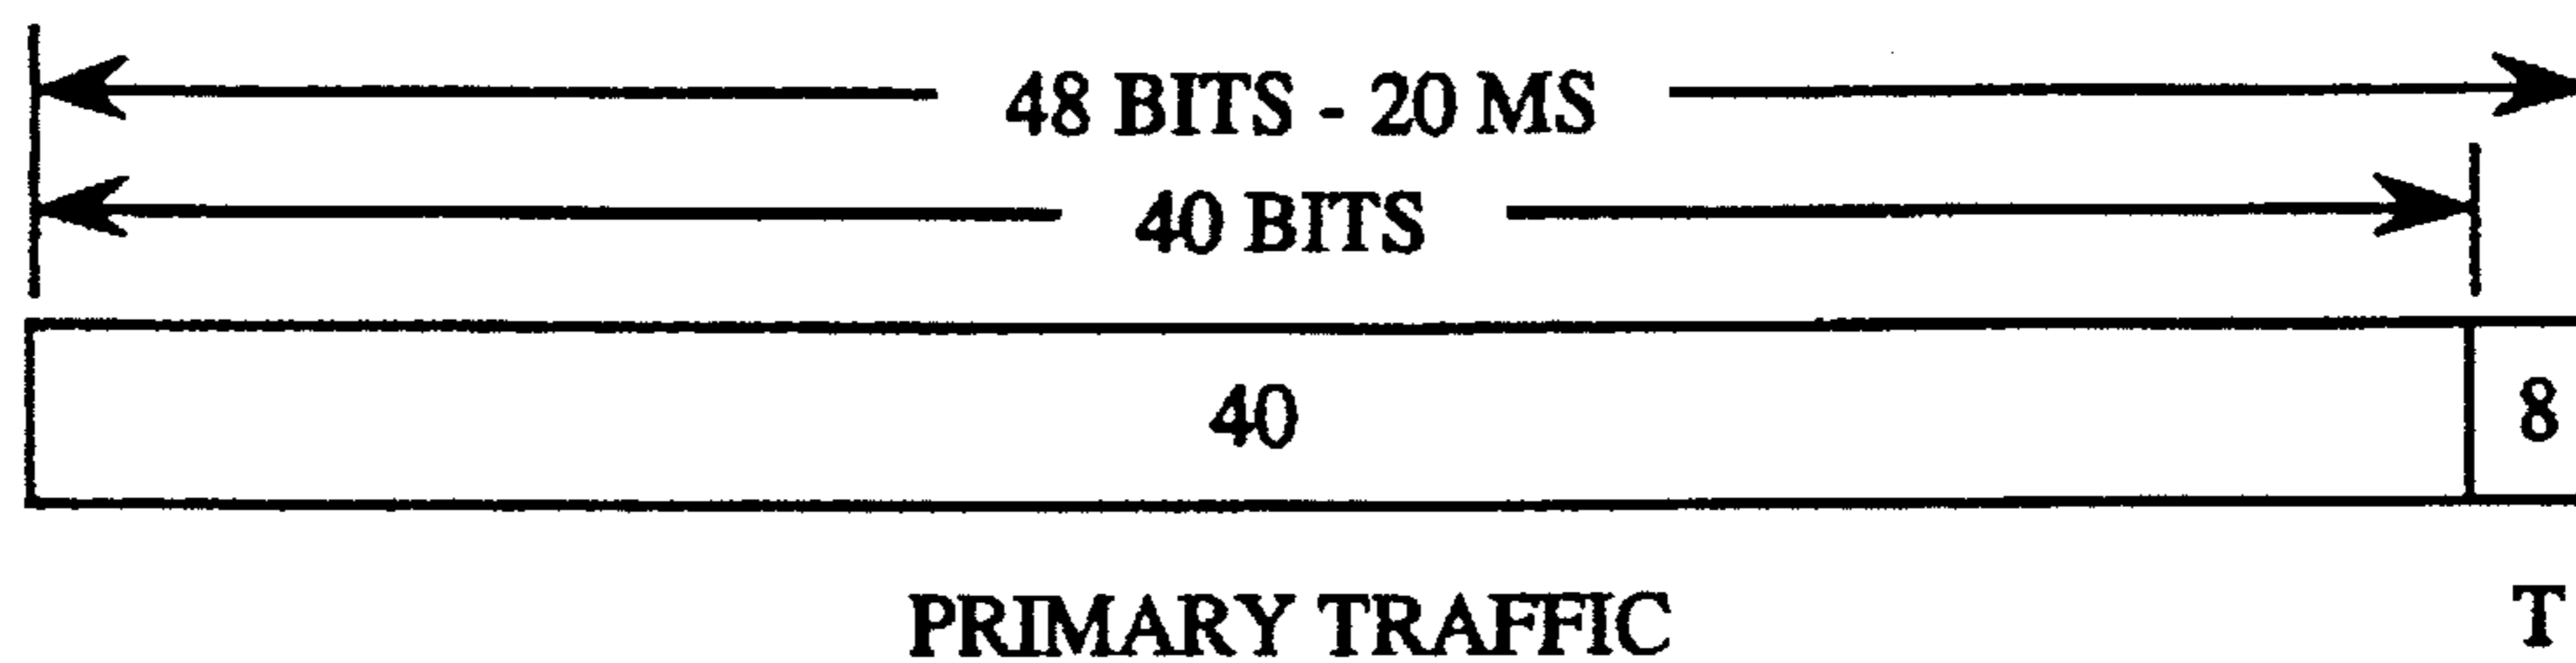 48 BITS - 20 MS
40 BITS
40 8
PRIMARY TRAFFIC T